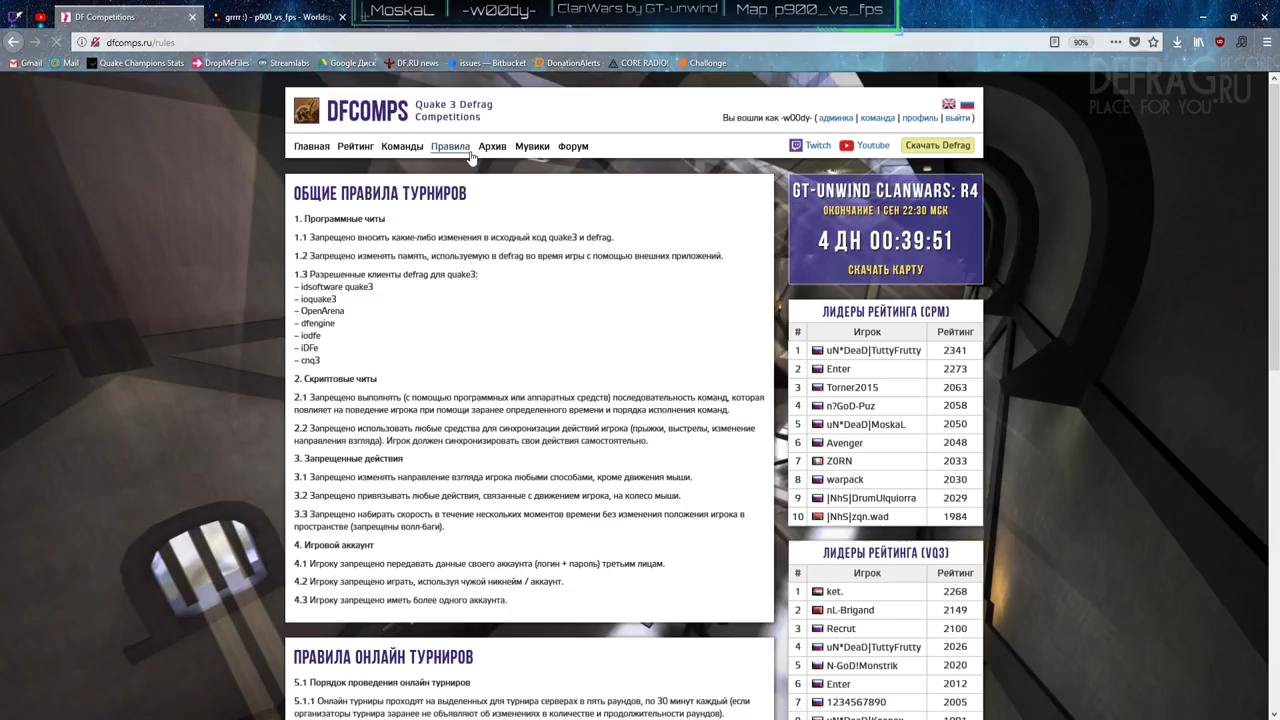 MoskaL -w00dy- ClanWars by GT-unwind Map p900_vs_fps
DF Competitions
grrrr :) - p900_vs_fps - Worldsp
dfcomps.ru/rules
90%
Gmail Mail Quake Champions Stats DropMeFiles Streamlabs Google Диск DF.RU news issues — Bitbucket DonationAlerts CORE RADIO! Challonge
DEFRAG.RU
PLACE FOR YOU
DFCOMPS
Quake 3 Defrag
Competitions
Вы вошли как -w00dy- ( админка | команда | профиль | выйти )
Главная Рейтинг Команды Правила Архив Мувики Форум
Twitch Youtube Скачать Defrag
ОБЩИЕ ПРАВИЛА ТУРНИРОВ
1. Программные читы
1.1 Запрещено вносить какие-либо изменения в исходный код quake3 и defrag.
1.2 Запрещено изменять память, используемую в defrag во время игры с помощью внешних приложений.
1.3 Разрешенные клиенты defrag для quake3:
– idsoftware quake3
– ioquake3
– OpenArena
– dfengine
– iodfe
– iDFe
– cnq3
2. Скриптовые читы
2.1 Запрещено выполнять (с помощью программных или аппаратных средств) последовательность команд, которая
повлияет на поведение игрока при помощи заранее определенного времени и порядка исполнения команд.
2.2 Запрещено использовать любые средства для синхронизации действий игрока (прыжки, выстрелы, изменение
направления взгляда). Игрок должен синхронизировать свои действия самостоятельно.
3. Запрещенные действия
3.1 Запрещено изменять направление взгляда игрока любыми способами, кроме движения мыши.
3.2 Запрещено привязывать любые действия, связанные с движением игрока, на колесо мыши.
3.3 Запрещено набирать скорость в течение нескольких моментов времени без изменения положения игрока в
пространстве (запрещены волл-баги).
4. Игровой аккаунт
4.1 Игроку запрещено передавать данные своего аккаунта (логин + пароль) третьим лицам.
4.2 Игроку запрещено играть, используя чужой никнейм / аккаунт.
4.3 Игроку запрещено иметь более одного аккаунта.
ПРАВИЛА ОНЛАЙН ТУРНИРОВ
5.1 Порядок проведения онлайн турниров
5.1.1 Онлайн турниры проходят на выделенных для турнира серверах в пять раундов, по 30 минут каждый (если
организаторы турнира заранее не объявляют об изменениях в количестве и продолжительности раундов).
GT-UNWIND CLANWARS: R4
ОКОНЧАНИЕ 1 СЕН 22:30 МСК
4 ДН 00:39:51
СКАЧАТЬ КАРТУ
ЛИДЕРЫ РЕЙТИНГА (CPM)
# Игрок Рейтинг
1 uN*DeaD|TuttyFrutty 2341
2 Enter 2273
3 Torner2015 2063
4 n?GoD-Puz 2058
5 uN*DeaD|MoskaL 2050
6 Avenger 2048
7 Z0RN 2033
8 warpack 2030
9 |NhS|DrumUlquiorra 2029
10 |NhS|zqn.wad 1984
ЛИДЕРЫ РЕЙТИНГА (VQ3)
# Игрок Рейтинг
1 ket. 2268
2 nL-Brigand 2149
3 Recrut 2100
4 uN*DeaD|TuttyFrutty 2026
5 N-GoD!Monstrik 2020
6 Enter 2012
7 1234567890 2005